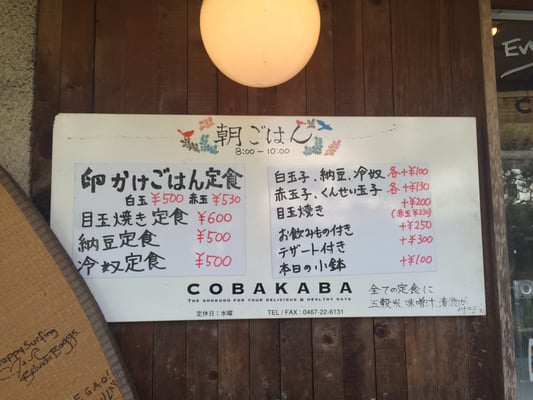 朝ごはん
8:00-10:00
卵かけごはん定食
白玉 ¥500 赤玉 ¥530
目玉焼き定食 ¥600
納豆定食 ¥500
冷奴定食 ¥500
白玉子、納豆、冷奴 各+¥100
赤玉子、くんせい玉子 各+¥130
目玉焼き +¥200
(赤玉¥230)
お飲みもの付き +¥250
デザート付き +¥300
本日の小鉢 +¥100
COBAKABA
THE SHOKUDO FOR YOUR DELICIOUS & HEALTHY DAYS
定休日:水曜 TEL / FAX : 0467-22-6131
全ての定食に
五穀米、味噌汁、漬物が
Happy Surfing